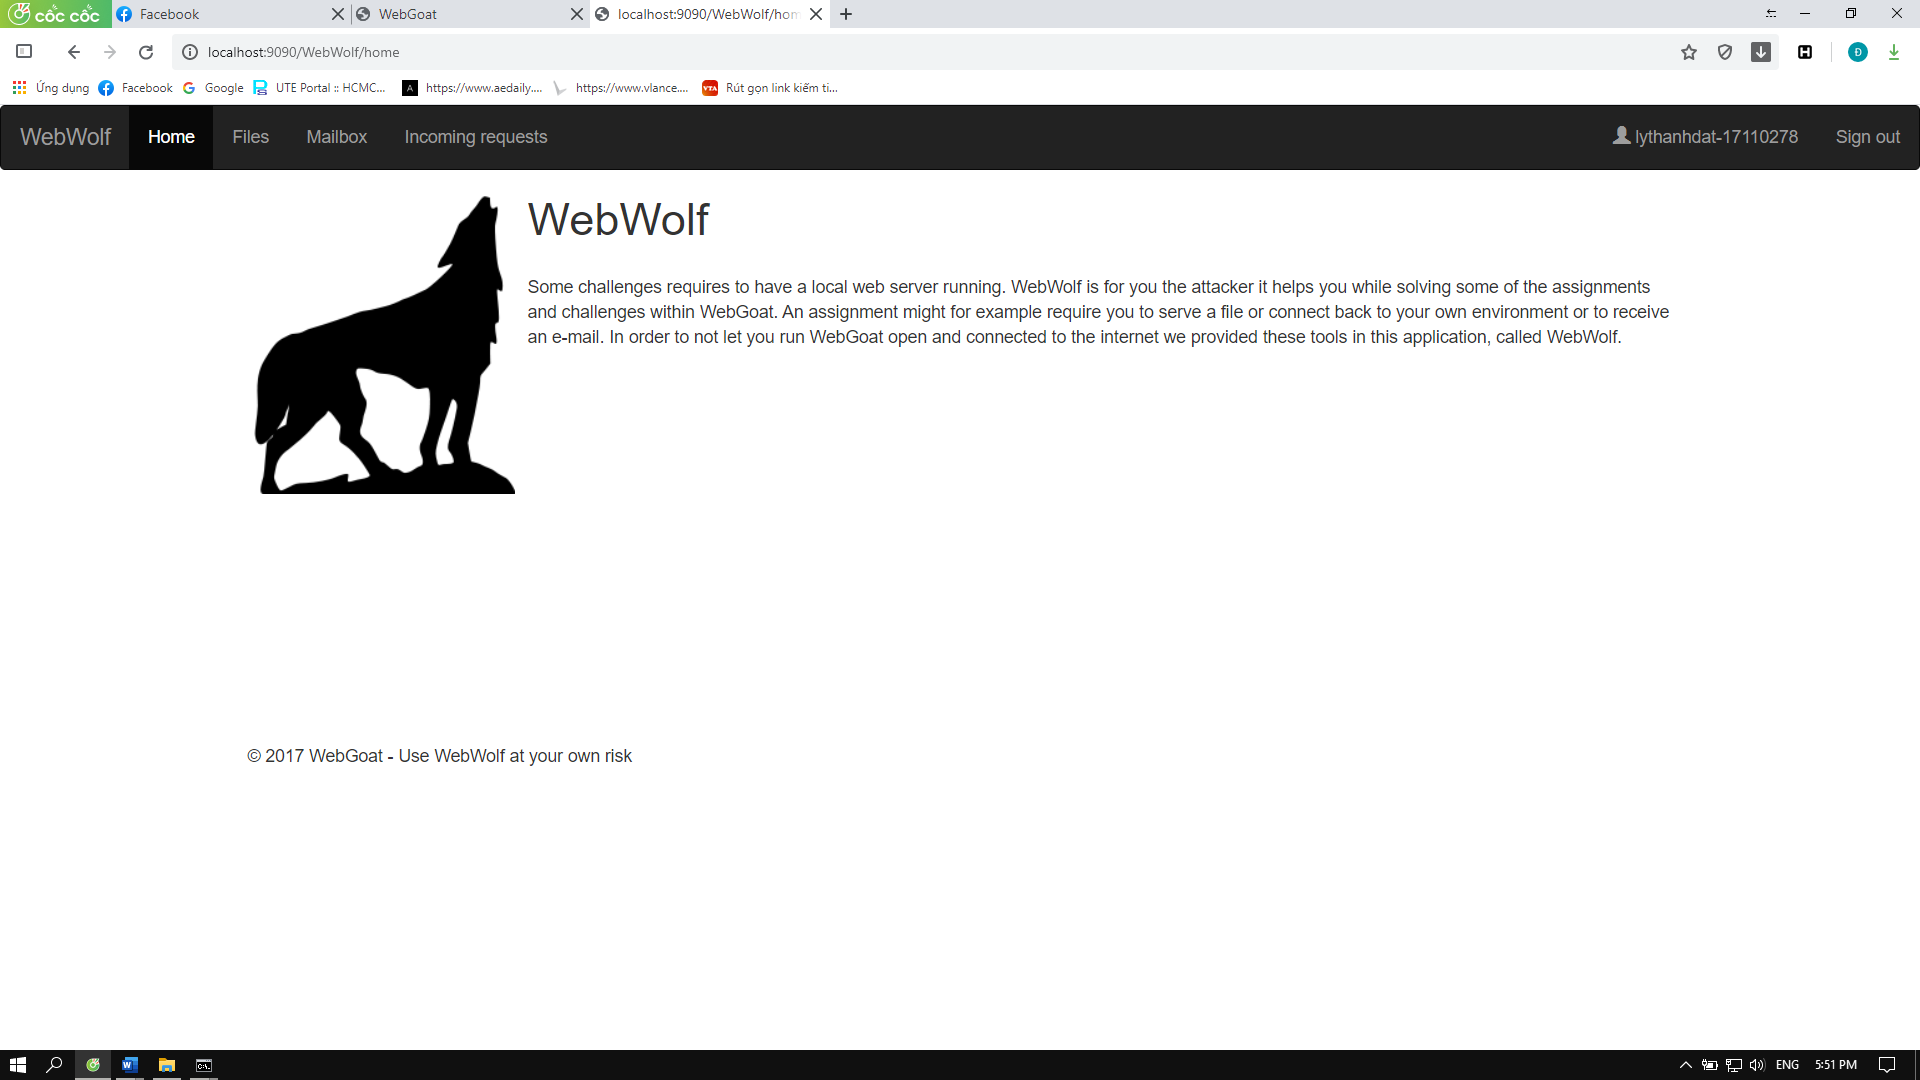 cốc cốc Facebook WebGoat localhost:9090/WebWolf/hom
localhost:9090/WebWolf/home Đ
Ứng dụng Facebook Google UTE Portal :: HCMC... A https://www.aedaily.... https://www.vlance.... VTA Rút gọn link kiếm ti...
WebWolf Home Files Mailbox Incoming requests lythanhdat-17110278 Sign out
WebWolf
Some challenges requires to have a local web server running. WebWolf is for you the attacker it helps you while solving some of the assignments
and challenges within WebGoat. An assignment might for example require you to serve a file or connect back to your own environment or to receive
an e-mail. In order to not let you run WebGoat open and connected to the internet we provided these tools in this application, called WebWolf.
© 2017 WebGoat - Use WebWolf at your own risk
ENG 5:51 PM